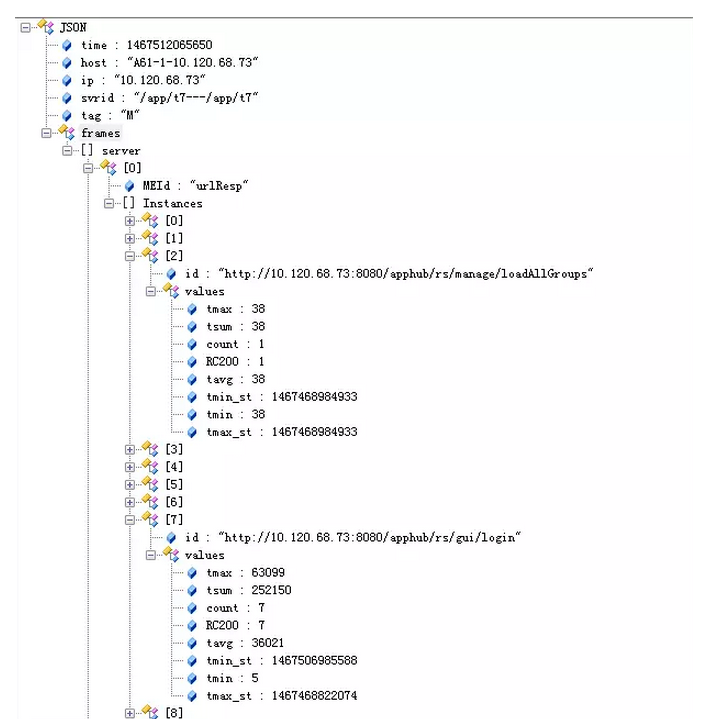 JSON
time : 1467512065650
host : "A61-1-10.120.68.73"
ip : "10.120.68.73"
svrid : "/app/t7---/app/t7"
tag : "M"
frames
[] server
[0]
MEId : "urlResp"
[] Instances
[0]
[1]
[2]
id : "http://10.120.68.73:8080/apphub/rs/manage/loadAllGroups"
values
tmax : 38
tsum : 38
count : 1
RC200 : 1
tavg : 38
tmin_st : 1467468984933
tmin : 38
tmax_st : 1467468984933
[3]
[4]
[5]
[6]
[7]
id : "http://10.120.68.73:8080/apphub/rs/gui/login"
values
tmax : 63099
tsum : 252150
count : 7
RC200 : 7
tavg : 36021
tmin_st : 1467506985588
tmin : 5
tmax_st : 1467468822074
[8]